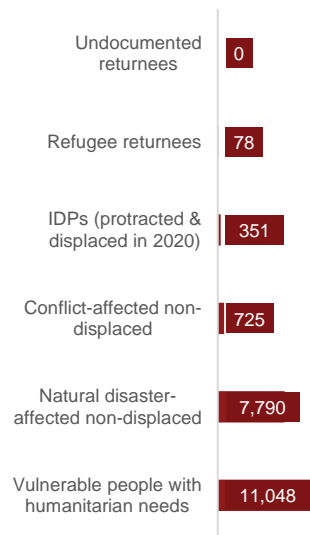 Undocumented
returnees
0
Refugee returnees
78
IDPs (protracted &
displaced in 2020)
351
Conflict-affected non-
displaced
725
Natural disaster-
affected non-displaced
7,790
Vulnerable people with
humanitarian needs
11,048